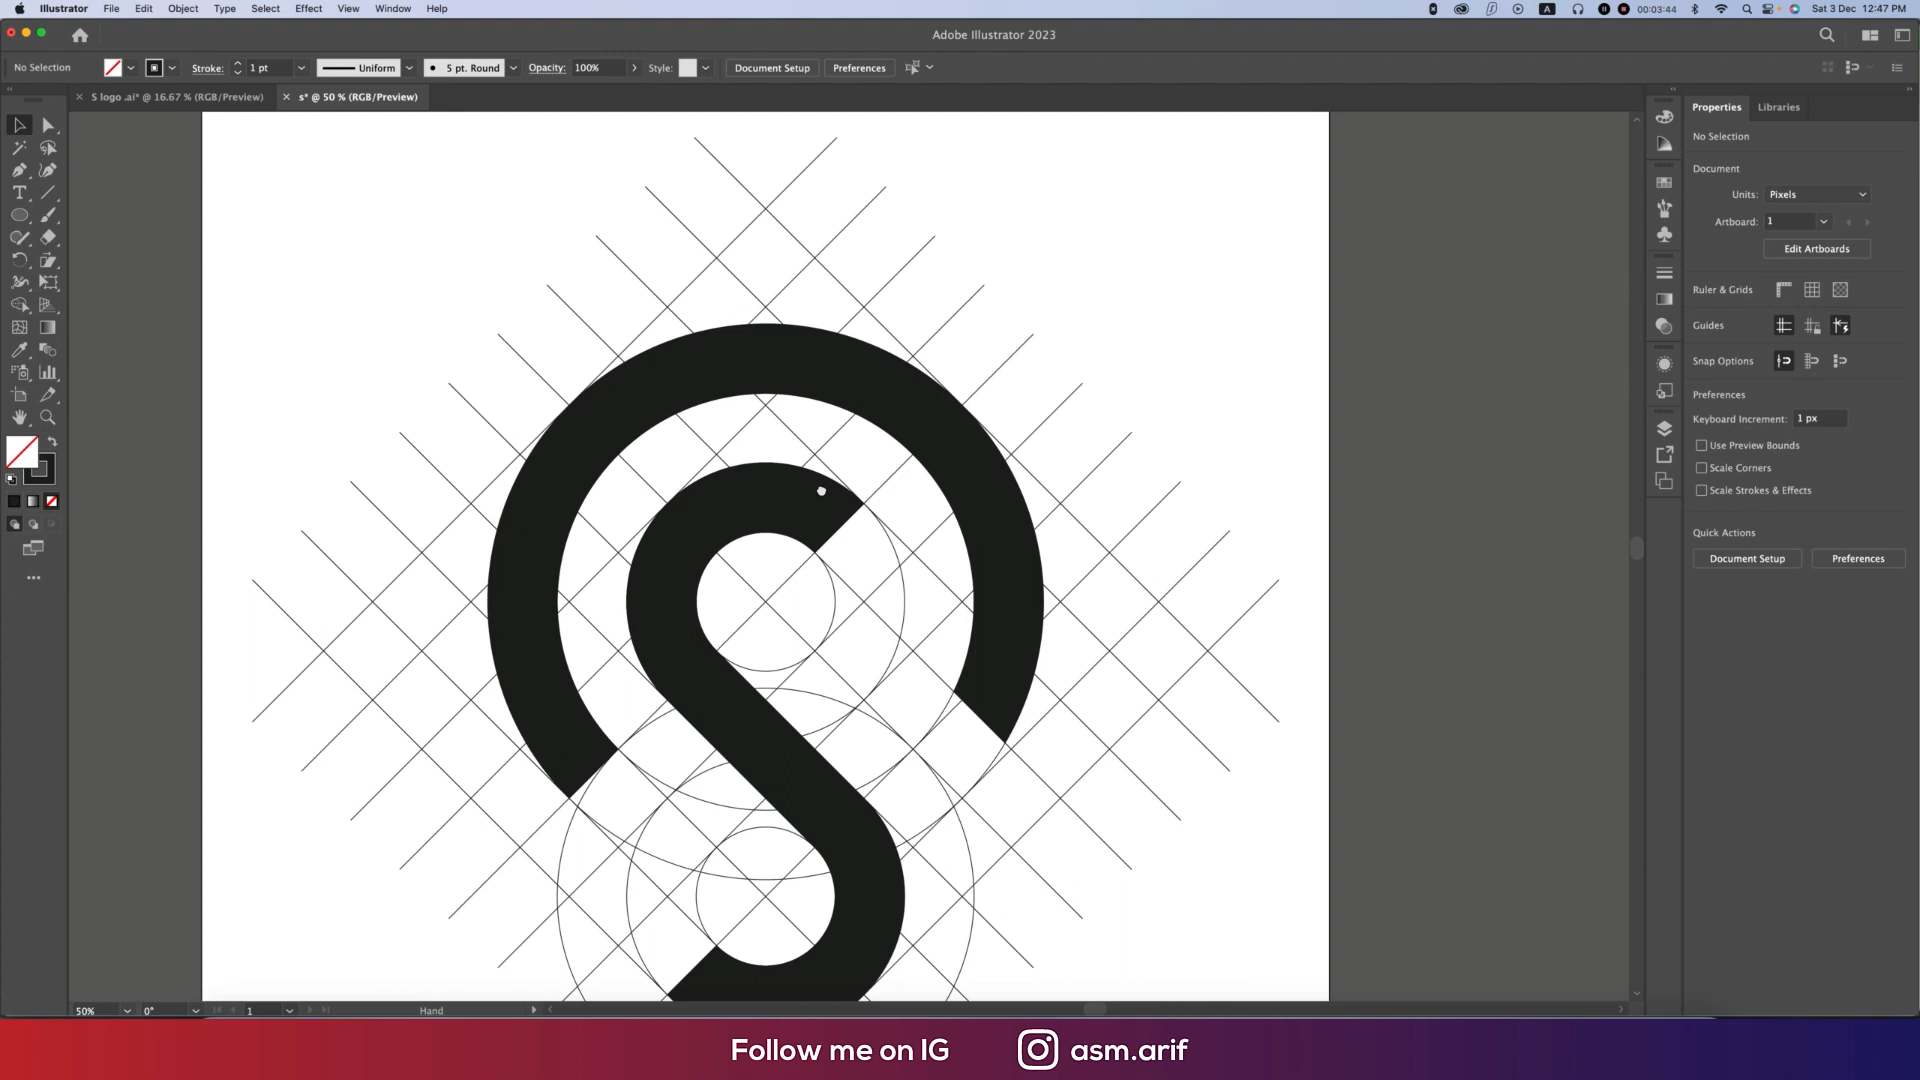 Illustrator File Edit Object Type Select Effect View Window Help
A 00:03:44 Sat 3 Dec 12:47 PM
Adobe Illustrator 2023
No Selection Stroke: 1 pt Uniform 5 pt. Round Opacity: 100% Style: Document Setup Preferences
× S logo .ai* @ 16.67 % (RGB/Preview) × s* @ 50 % (RGB/Preview)
Properties Libraries
No Selection
Document
Units: Pixels
Artboard: 1
Edit Artboards
Ruler & Grids
Guides
Snap Options
Preferences
Keyboard Increment: 1 px
Use Preview Bounds
Scale Corners
Scale Strokes & Effects
Quick Actions
Document Setup Preferences
50% 0° 1 Hand
Follow me on IG asm.arif